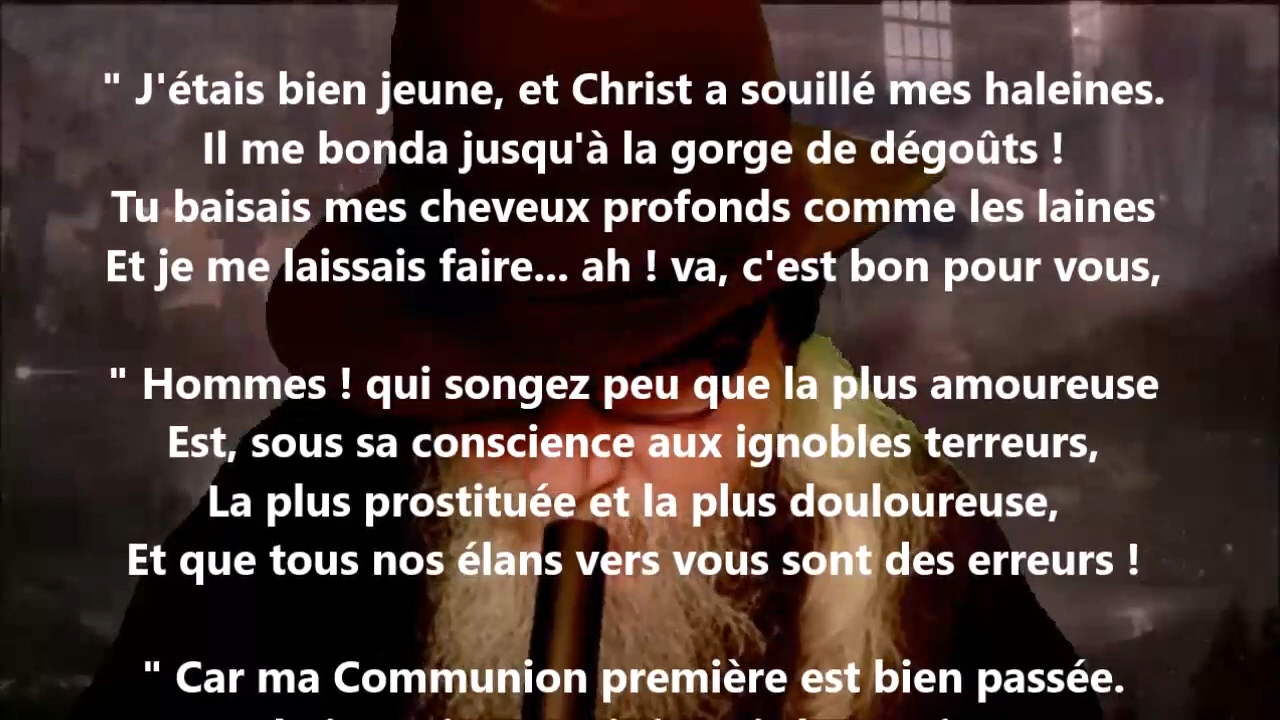 " J'étais bien jeune, et Christ a souillé mes haleines.
Il me bonda jusqu'à la gorge de dégoûts !
Tu baisais mes cheveux profonds comme les laines
Et je me laissais faire... ah ! va, c'est bon pour vous,
" Hommes ! qui songez peu que la plus amoureuse
Est, sous sa conscience aux ignobles terreurs,
La plus prostituée et la plus douloureuse,
Et que tous nos élans vers vous sont des erreurs !
" Car ma Communion première est bien passée.